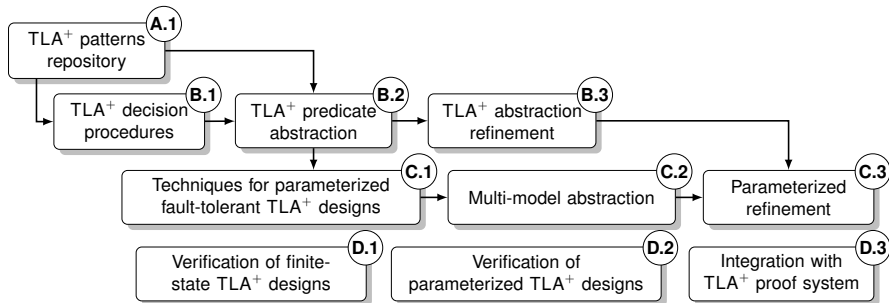 A.1
TLA⁺ patterns
repository
B.1
TLA⁺ decision
procedures
B.2
TLA⁺ predicate
abstraction
B.3
TLA⁺ abstraction
refinement
C.1
Techniques for parameterized
fault-tolerant TLA⁺ designs
C.2
Multi-model abstraction
C.3
Parameterized
refinement
D.1
Verification of finite-
state TLA⁺ designs
D.2
Verification of
parameterized TLA⁺ designs
D.3
Integration with
TLA⁺ proof system